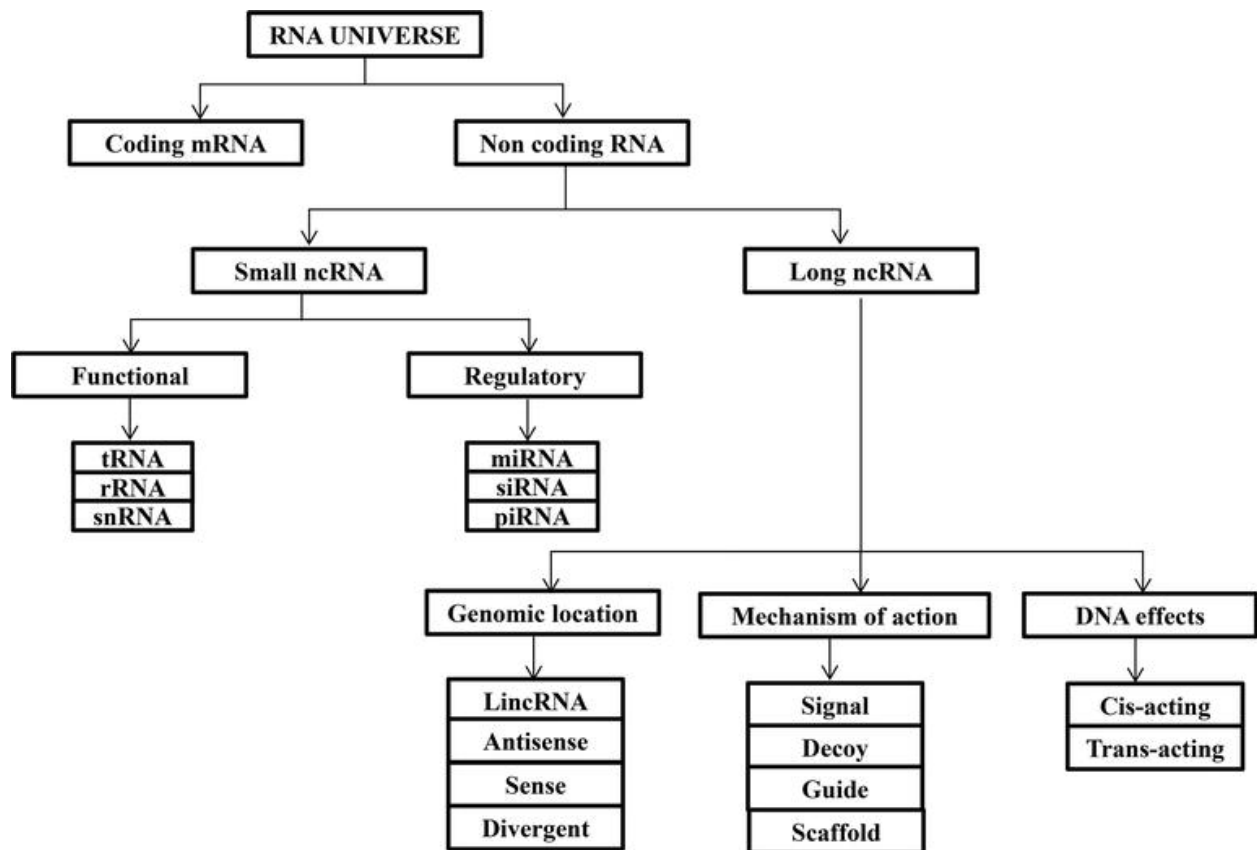 RNA UNIVERSE
Coding mRNA
Non coding RNA
Small ncRNA
Long ncRNA
Functional
Regulatory
tRNA
rRNA
snRNA
miRNA
siRNA
piRNA
Genomic location
Mechanism of action
DNA effects
LincRNA
Antisense
Sense
Divergent
Signal
Decoy
Guide
Scaffold
Cis-acting
Trans-acting